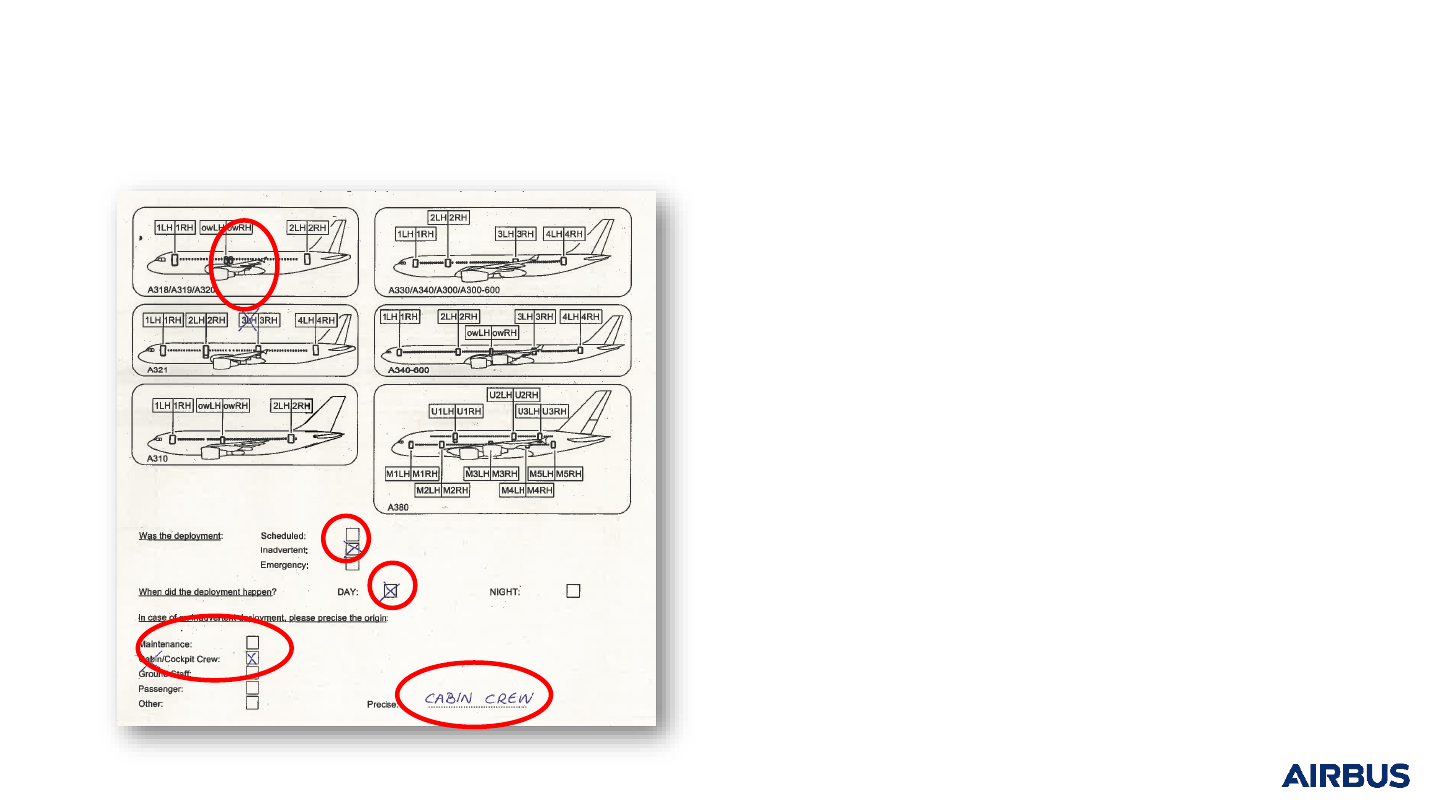 1LH 1RH owLH owRH 2LH 2RH
A318/A319/A320
2LH 2RH
1LH 1RH 3LH 3RH 4LH 4RH
A330/A340/A300/A300-600
1LH 1RH 2LH 2RH 3LH 3RH 4LH 4RH
A321
1LH 1RH 2LH 2RH 3LH 3RH 4LH 4RH
owLH owRH
A340-600
1LH 1RH owLH owRH 2LH 2RH
A310
U2LH U2RH
U1LH U1RH U3LH U3RH
M1LH M1RH M3LH M3RH M5LH M5RH
M2LH M2RH M4LH M4RH
A380
Was the deployment: Scheduled:
Inadvertent:
Emergency:
When did the deployment happen? DAY: NIGHT:
In case of an inadvertent deployment, please precise the origin:
Maintenance:
Cabin/Cockpit Crew:
Ground Staff:
Passenger:
Other: Precise: CABIN CREW
AIRBUS